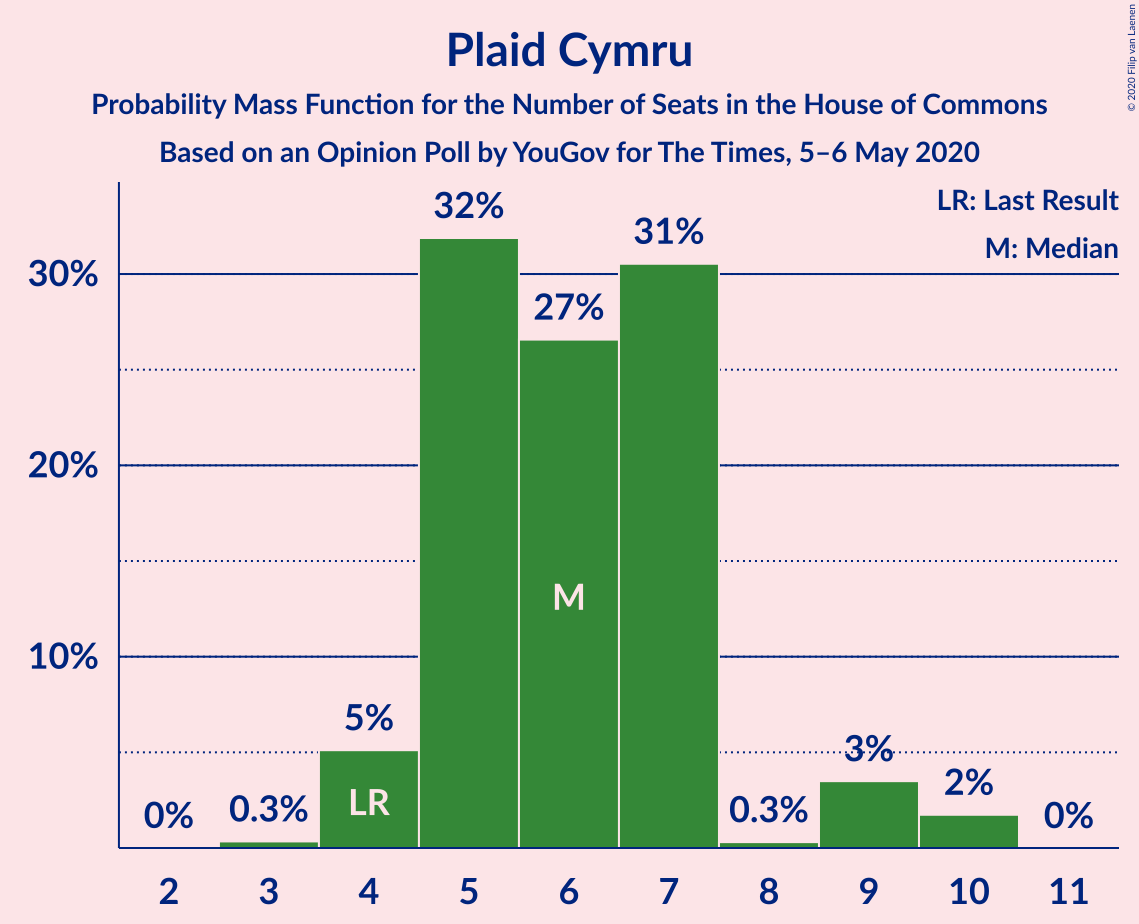 Plaid Cymru
Probability Mass Function for the Number of Seats in the House of Commons
Based on an Opinion Poll by YouGov for The Times, 5–6 May 2020
© 2020 Filip van Laenen
LR: Last Result
M: Median
30%
20%
10%
0%
0.3%
5%
32%
27%
31%
0.3%
3%
2%
0%
LR
M
2 3 4 5 6 7 8 9 10 11